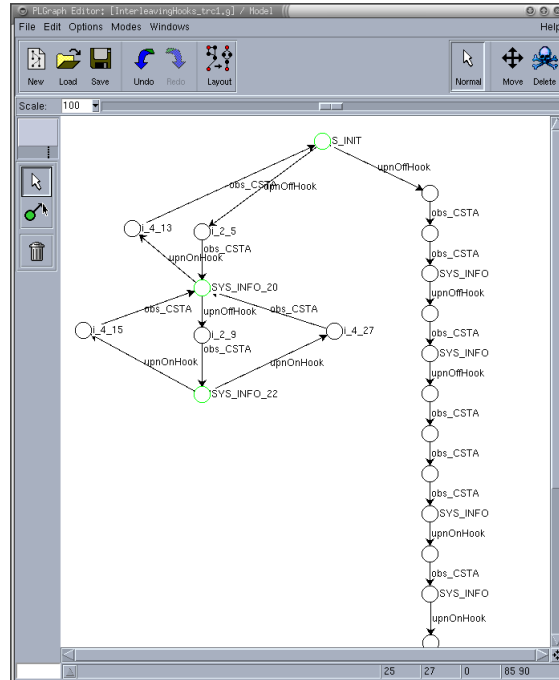 PLGraph Editor: [InterleavingHooks_trc1.g] / Model
File Edit Options Modes Windows Help
New Load Save Undo Redo Layout Normal Move Delete
Scale: 100
S_INIT
upnOffHook
obs_CSTA upnOffHook
obs_CSTA
i_4_13 i_2_5
obs_CSTA
obs_CSTA
upnOnHook
SYS_INFO
SYS_INFO_20
upnOffHook
obs_CSTA upnOffHook obs_CSTA
i_4_15 i_2_9 i_4_27
obs_CSTA
obs_CSTA
SYS_INFO
upnOnHook upnOnHook
upnOffHook
SYS_INFO_22
obs_CSTA
obs_CSTA
obs_CSTA
SYS_INFO
upnOnHook
obs_CSTA
SYS_INFO
upnOnHook
25 27 0 85 90